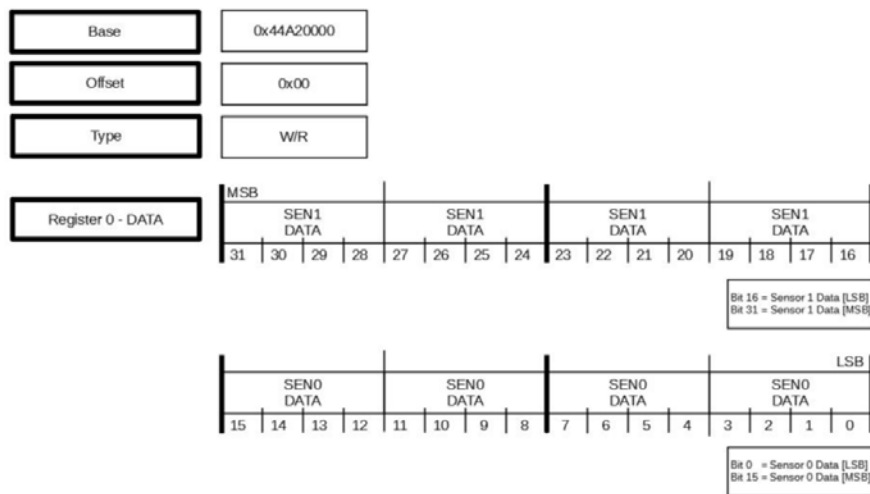 Base 0x44A20000
Offset 0x00
Type W/R
MSB
Register 0 - DATA
SEN1 SEN1 SEN1 SEN1
DATA DATA DATA DATA
31 30 29 28 27 26 25 24 23 22 21 20 19 18 17 16
Bit 16 = Sensor 1 Data [LSB]
Bit 31 = Sensor 1 Data [MSB]
LSB
SEN0 SEN0 SEN0 SEN0
DATA DATA DATA DATA
15 14 13 12 11 10 9 8 7 6 5 4 3 2 1 0
Bit 0 = Sensor 0 Data [LSB]
Bit 15 = Sensor 0 Data [MSB]